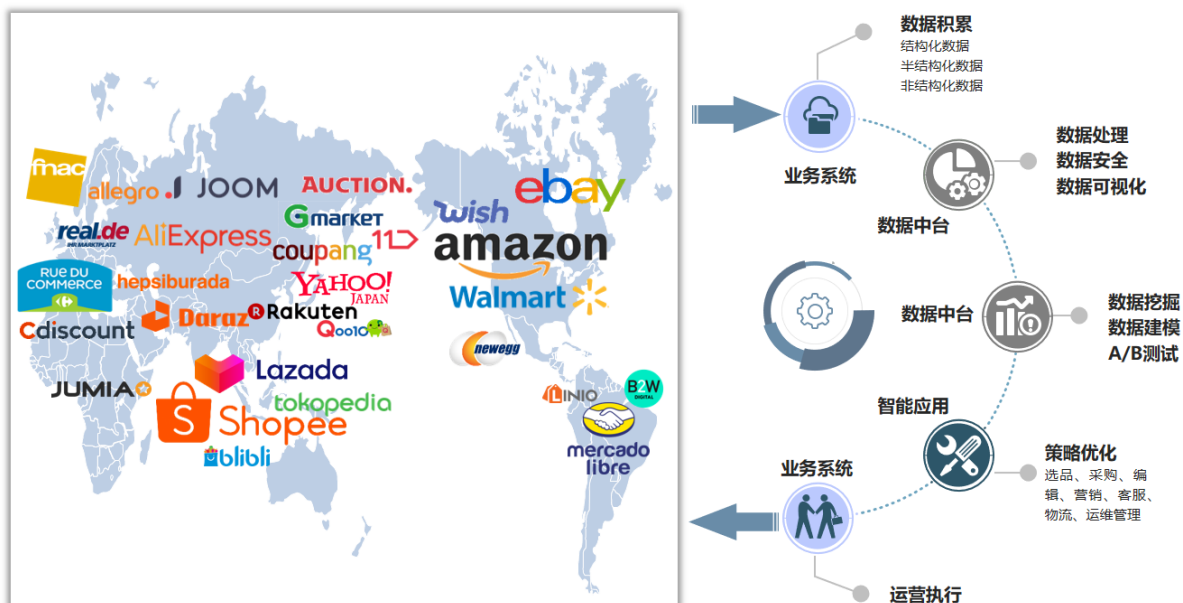 fnac
allegro
JOOM
AUCTION.
Gmarket
ebay
wish
real.de
IHR MARKTPLATZ
AliExpress
coupang
11
amazon
RUE DU
COMMERCE
hepsiburada
YAHOO!
JAPAN
Walmart
Cdiscount
Daraz
R
Rakuten
Qoo10
newegg
JUMIA
Lazada
LINIO
B2W
DIGITAL
S
Shopee
tokopedia
mercado
libre
blibli
数据积累
结构化数据
半结构化数据
非结构化数据
业务系统
数据处理
数据安全
数据可视化
数据中台
数据中台
数据挖掘
数据建模
A/B测试
智能应用
策略优化
选品、采购、编
辑、营销、客服、
物流、运维管理
业务系统
运营执行